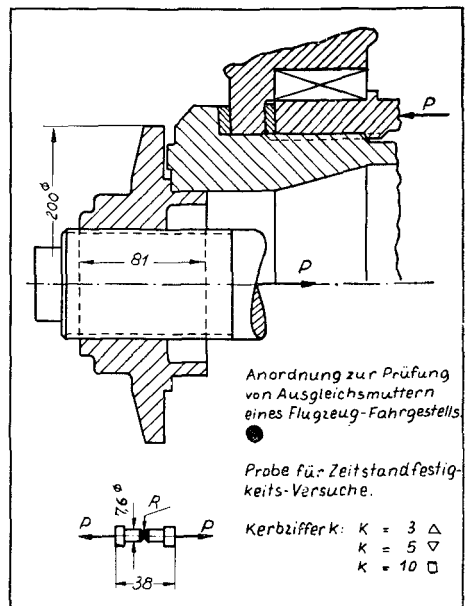 P
200 ø
81
P
Anordnung zur Prüfung
von Ausgleichsmuttern
eines Flugzeug-Fahrgestells.
Probe für Zeitstandfestig-
keits-Versuche.
7,6 ø
R
P
P
38
Kerbziffer k: K = 3 △
K = 5 ▽
K = 10 □